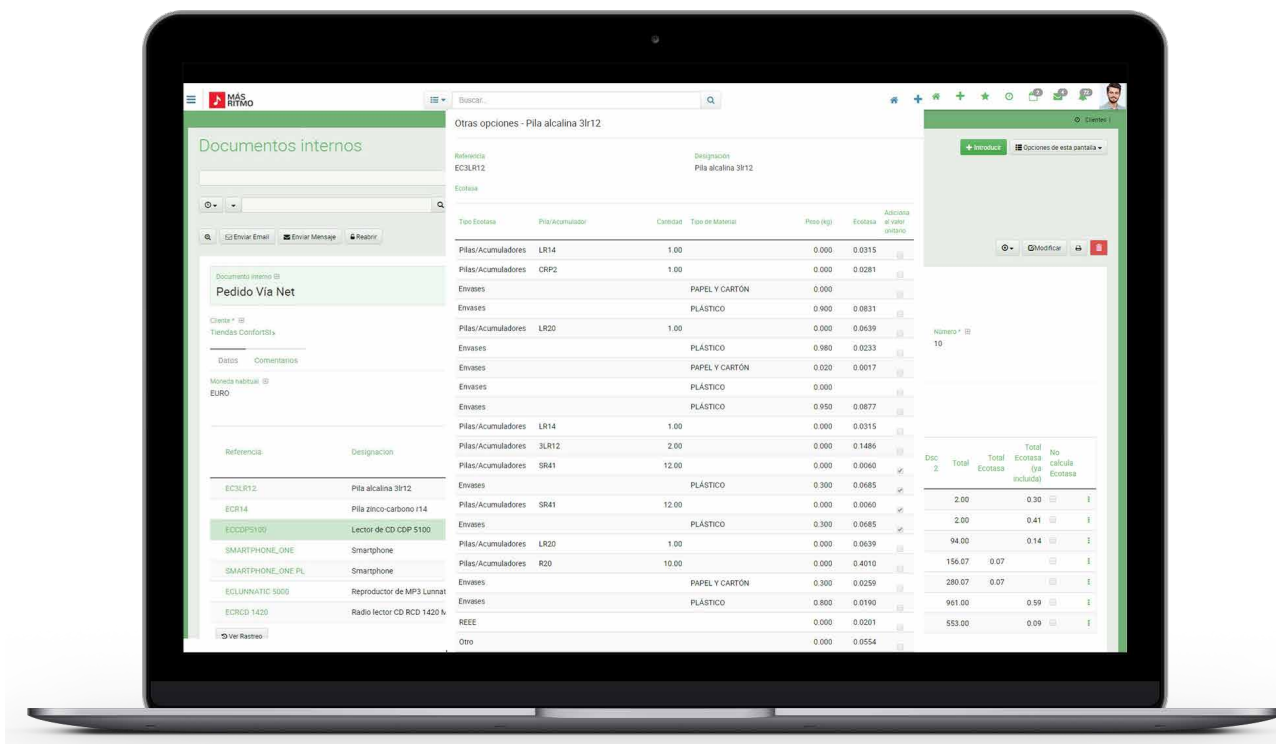 MÁS
RITMO
Buscar...
2
4
72
Clientes |
Documentos internos
Introducir
Opciones de esta pantalla
Enviar Email
Enviar Mensaje
Reabrir
Modificar
Documento interno
Pedido Vía Net
Cliente *
Tiendas ConfortSl
Número *
10
Datos Comentarios
Moneda habitual
EURO
Otras opciones - Pila alcalina 3lr12
Referencia Designación
EC3LR12 Pila alcalina 3lr12
Ecotasa
Tipo Ecotasa Pila/Acumulador Cantidad Tipo de Material Peso (kg) Ecotasa Adiciona al valor unitario
Pilas/Acumuladores LR14 1.00 0.000 0.0315
Pilas/Acumuladores CRP2 1.00 0.000 0.0281
Envases PAPEL Y CARTÓN 0.000
Envases PLÁSTICO 0.900 0.0831
Pilas/Acumuladores LR20 1.00 0.000 0.0639
Envases PLÁSTICO 0.980 0.0233
Envases PAPEL Y CARTÓN 0.020 0.0017
Envases PLÁSTICO 0.000
Envases PLÁSTICO 0.950 0.0877
Pilas/Acumuladores LR14 1.00 0.000 0.0315
Pilas/Acumuladores 3LR12 2.00 0.000 0.1486
Pilas/Acumuladores SR41 12.00 0.000 0.0060
Envases PLÁSTICO 0.300 0.0685
Pilas/Acumuladores SR41 12.00 0.000 0.0060
Envases PLÁSTICO 0.300 0.0685
Pilas/Acumuladores LR20 1.00 0.000 0.0639
Pilas/Acumuladores R20 10.00 0.000 0.4010
Envases PAPEL Y CARTÓN 0.300 0.0259
Envases PLÁSTICO 0.800 0.0190
REEE 0.000 0.0201
Otro 0.000 0.0554
Referencia Designación
EC3LR12 Pila alcalina 3lr12
ECR14 Pila zinco-carbono r14
ECCDP5100 Lector de CD CDP 5100
SMARTPHONE_ONE Smartphone
SMARTPHONE_ONE PL Smartphone
ECLUNNATIC 5000 Reproductor de MP3 Lunnat
ECRCD 1420 Radio lector CD RCD 1420 M
Dsc. 2 Total Total Ecotasa Total Ecotasa (ya incluida) No calcula Ecotasa
2.00 0.30
2.00 0.41
94.00 0.14
156.07 0.07
280.07 0.07
961.00 0.59
553.00 0.09
Ver Rastreo